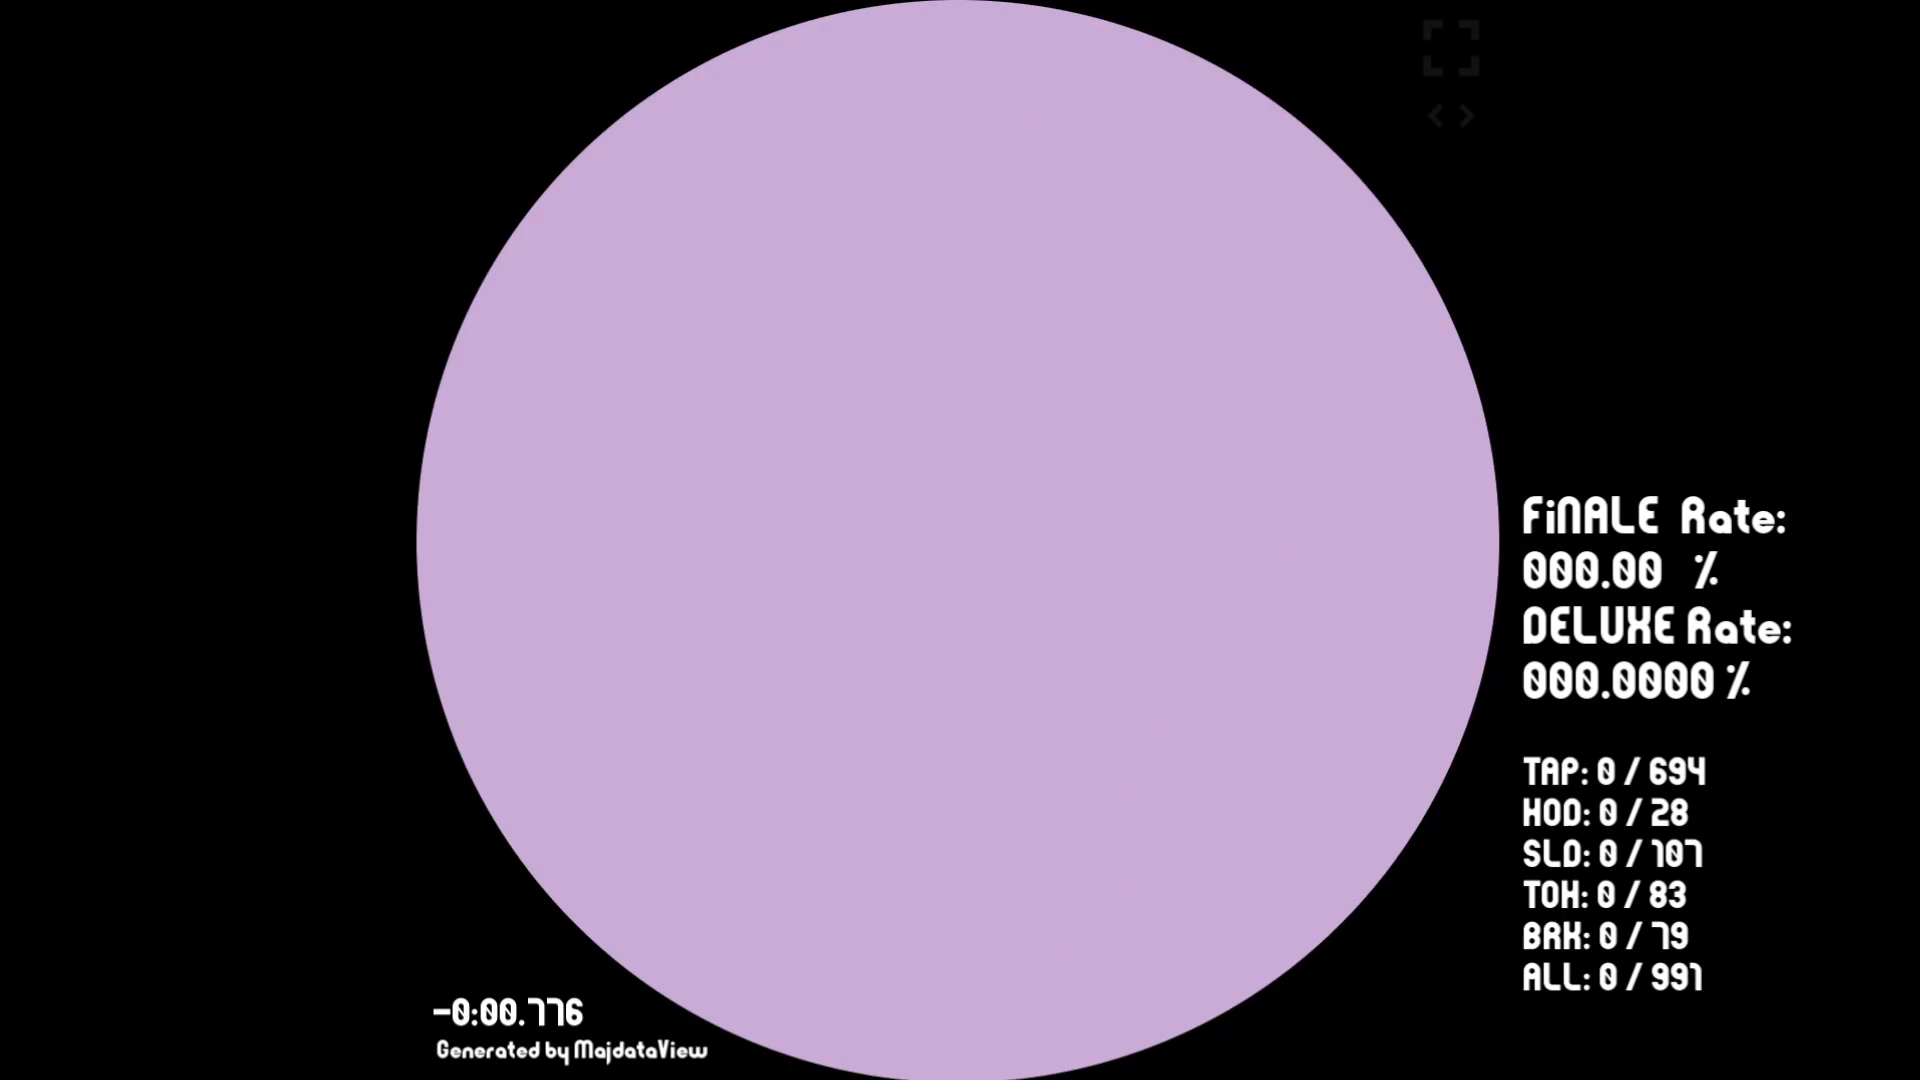 FiNALE Rate:
000.00 %
DELUXE Rate:
000.0000 %
TAP: 0 / 694
HOD: 0 / 28
SLD: 0 / 107
TOH: 0 / 83
BRK: 0 / 79
ALL: 0 / 991
-0:00.776
Generated by MajdataView